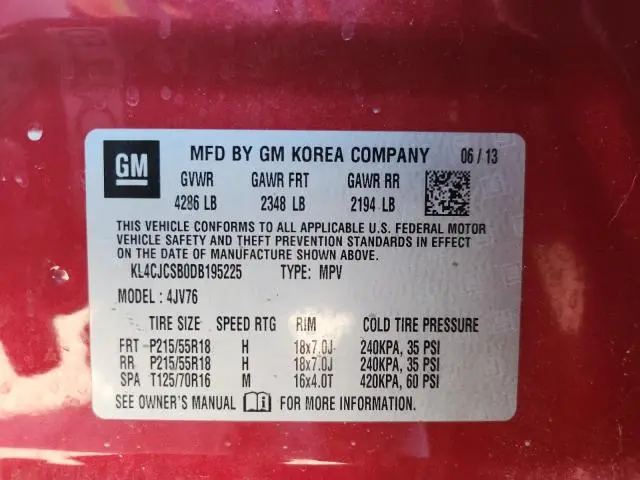 GM MFD BY GM KOREA COMPANY 06 / 13
GVWR GAWR FRT GAWR RR
4286 LB 2348 LB 2194 LB
THIS VEHICLE CONFORMS TO ALL APPLICABLE U.S. FEDERAL MOTOR
VEHICLE SAFETY AND THEFT PREVENTION STANDARDS IN EFFECT
ON THE DATE OF MANUFACTURE SHOWN ABOVE.
KL4CJCSB0DB195225 TYPE: MPV
MODEL : 4JV76
TIRE SIZE SPEED RTG RIM COLD TIRE PRESSURE
FRT P215/55R18 H 18x7.0J 240KPA, 35 PSI
RR P215/55R18 H 18x7.0J 240KPA, 35 PSI
SPA T125/70R16 M 16x4.0T 420KPA, 60 PSI
SEE OWNER'S MANUAL FOR MORE INFORMATION.